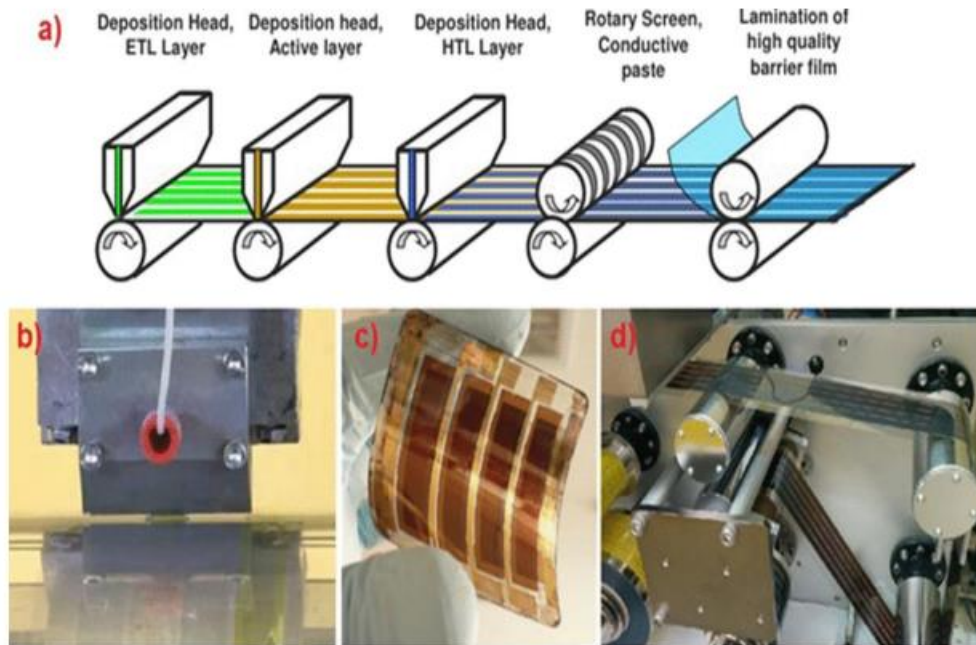 a)
Deposition Head,
ETL Layer
Deposition head,
Active layer
Deposition Head,
HTL Layer
Rotary Screen,
Conductive
paste
Lamination of
high quality
barrier film
b)
c)
d)